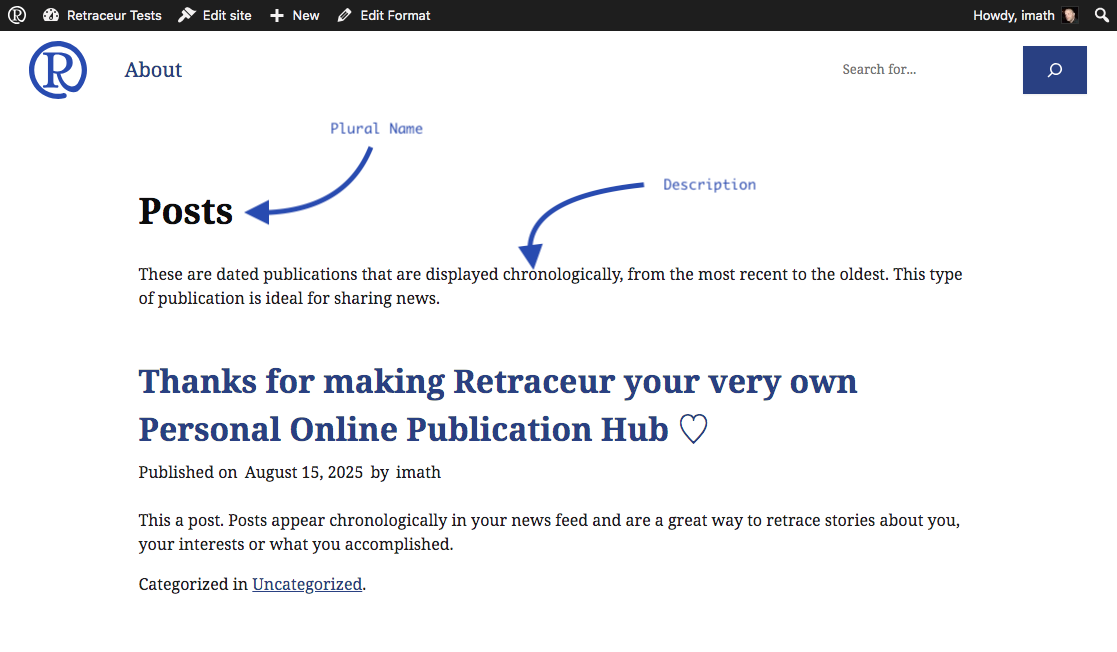 Retraceur Tests Edit site New Edit Format Howdy, imath
R About Search for...
Plural Name
Description
Posts
These are dated publications that are displayed chronologically, from the most recent to the oldest. This type
of publication is ideal for sharing news.
Thanks for making Retraceur your very own
Personal Online Publication Hub ♡
Published on August 15, 2025 by imath
This a post. Posts appear chronologically in your news feed and are a great way to retrace stories about you,
your interests or what you accomplished.
Categorized in Uncategorized.